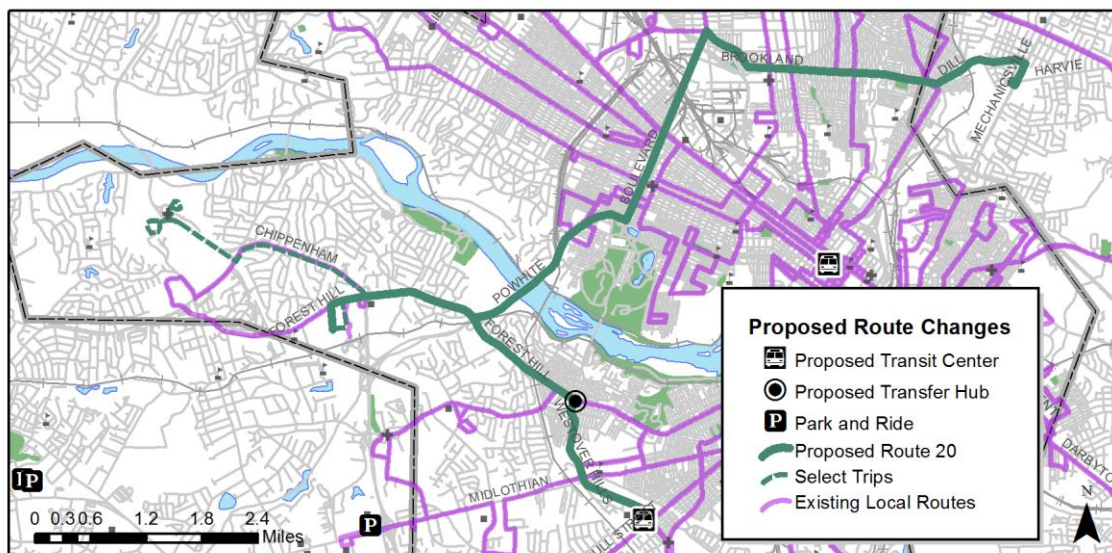 BROOKLAND
DILL
HARVIE
MECHANICSVILLE
BOULEVARD
CHIPPENHAM
POWHITE
FOREST HILL
FOREST HILL
WESTOVER HILLS
MIDLOTHIAN
DARBYTO
Proposed Route Changes
Proposed Transit Center
Proposed Transfer Hub
P Park and Ride
Proposed Route 20
Select Trips
Existing Local Routes
N
P
P
0 0.3 0.6 1.2 1.8 2.4
Miles